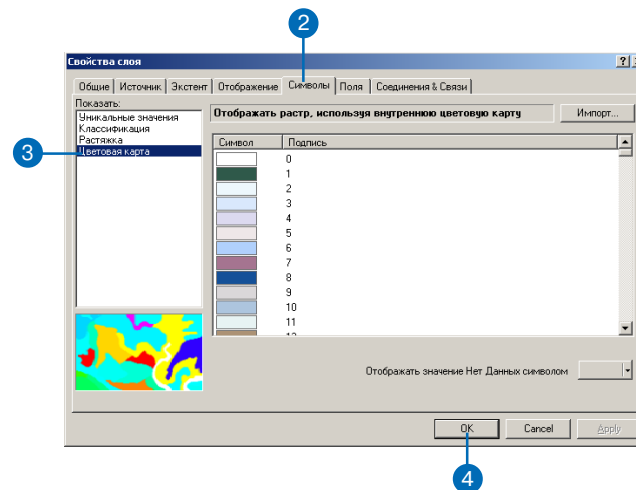 2
Свойства слоя
?
Общие Источник Экстент Отображение Символы Поля Соединения & Связи
Показать:
Уникальные значения
Классификация
Растяжка
Цветовая карта
3
Отображать растр, используя внутреннюю цветовую карту
Импорт...
Символ Подпись
0
1
2
3
4
5
6
7
8
9
10
11
Отображать значение Нет Данных символом
OK Cancel Apply
4